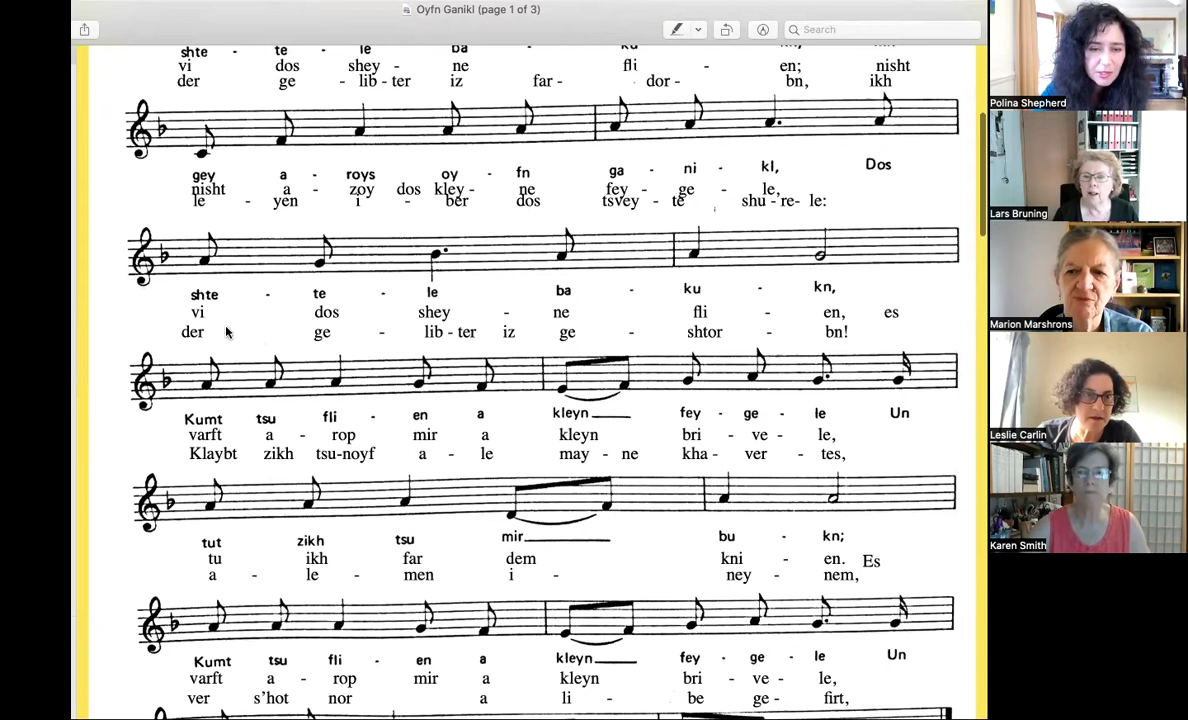 Oyfn Ganikl (page 1 of 3)
Search
shte - te - le ba - ku - kn,
vi dos shey - ne fli - en; nisht
der ge - lib - ter iz far - dor - bn, ikh
gey a - roys oy - fn ga - ni - kl, Dos
nisht a - zoy dos kley - ne fey - ge - le,
le - yen i - ber dos tsvey - te shu - re - le:
shte - te - le ba - ku - kn,
vi dos shey - ne fli - en, es
der ge - lib - ter iz ge - shtor - bn!
Kumt tsu fli - en a kleyn fey - ge - le Un
varft a - rop mir a kleyn bri - ve - le,
Klaybt zikh tsu-noyf a - le may - ne kha - ver - tes,
tut zikh tsu mir bu - kn;
tu ikh far dem kni - en. Es
a - le - men i - ney - nem,
Kumt tsu fli - en a kleyn fey - ge - le Un
varft a - rop mir a kleyn bri - ve - le,
ver s'hot nor a li - be ge - firt,
Polina Shepherd
Lars Bruning
Marion Marshrons
Leslie Carlin
Karen Smith